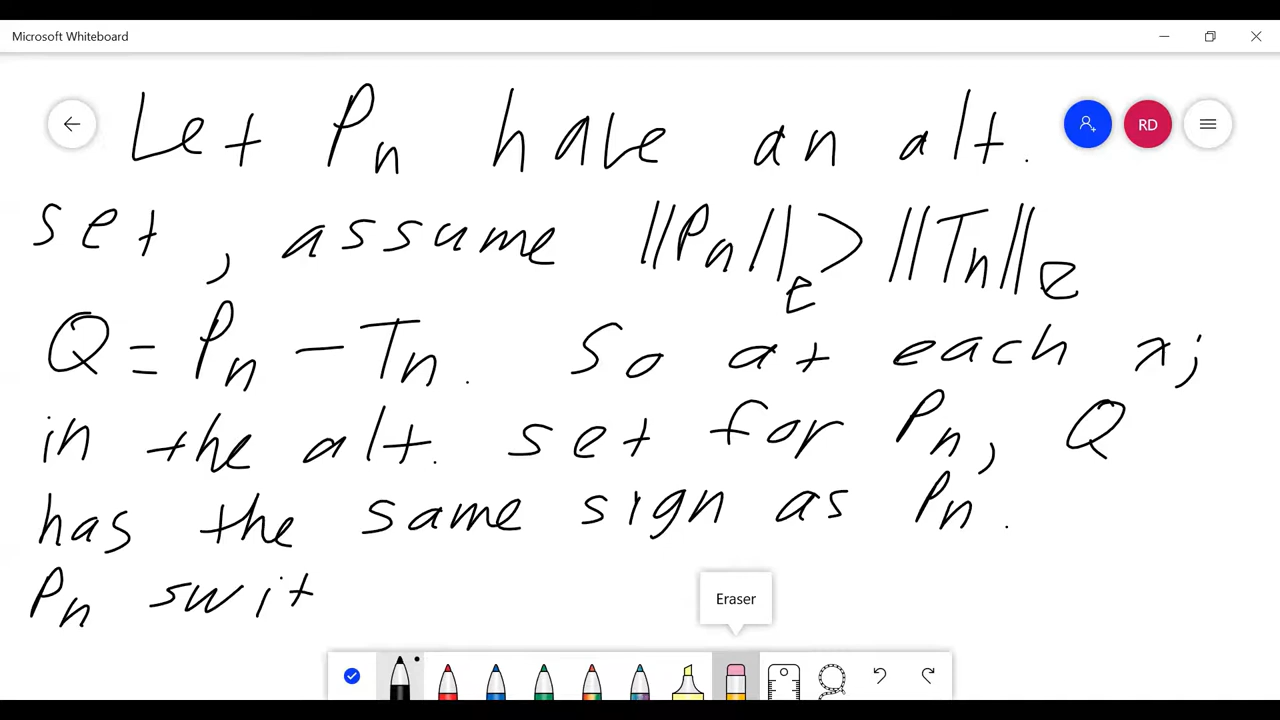 Microsoft Whiteboard
Let Pn have an alt.
RD
set, assume ||Pn||E > ||Tn||E
Q = Pn - Tn. So at each xj
in the alt. set for Pn, Q
has the same sign as Pn.
Pn swit
Eraser